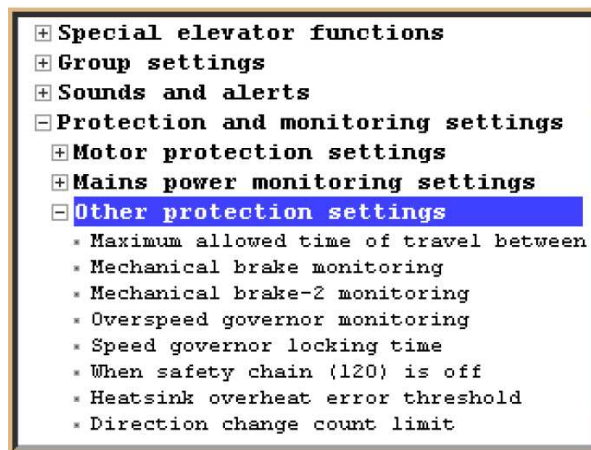 Special elevator functions
Group settings
Sounds and alerts
Protection and monitoring settings
Motor protection settings
Mains power monitoring settings
Other protection settings
Maximum allowed time of travel between
Mechanical brake monitoring
Mechanical brake-2 monitoring
Overspeed governor monitoring
Speed governor locking time
When safety chain (120) is off
Heatsink overheat error threshold
Direction change count limit